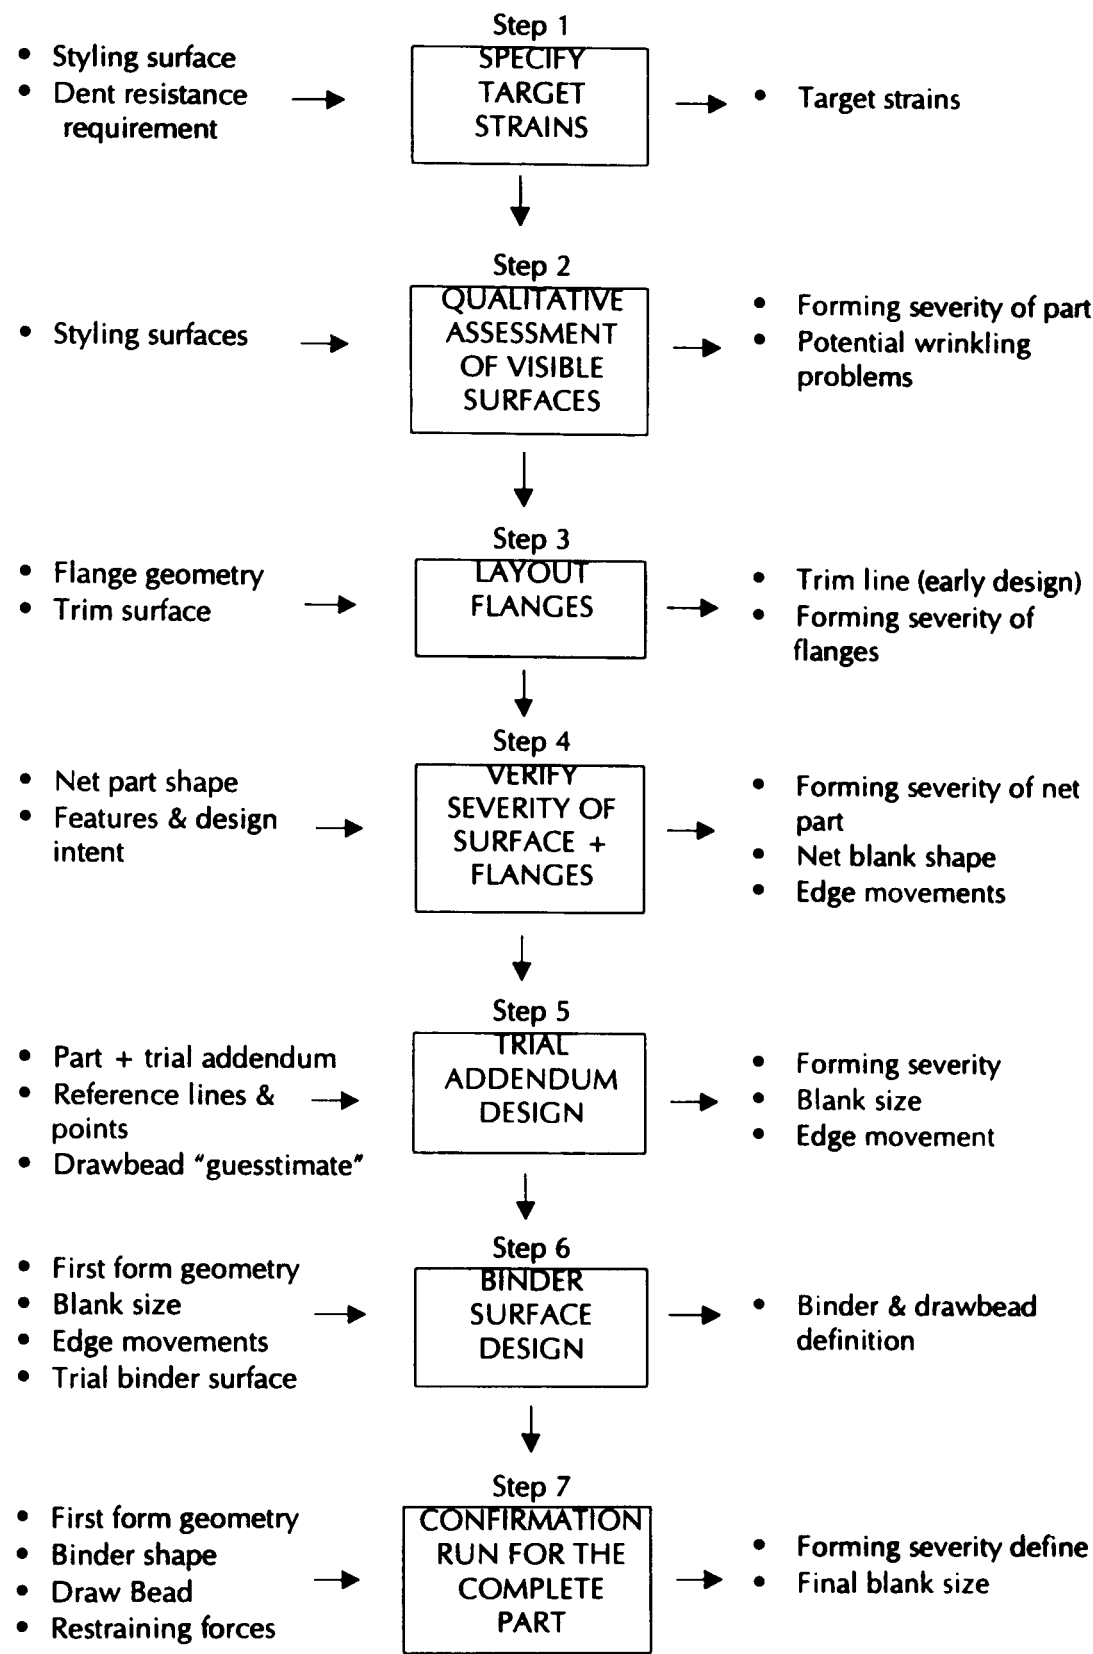 Step 1
• Styling surface
• Dent resistance
requirement
SPECIFY
TARGET
STRAINS
• Target strains
Step 2
• Styling surfaces
QUALITATIVE
ASSESSMENT
OF VISIBLE
SURFACES
• Forming severity of part
• Potential wrinkling
problems
Step 3
• Flange geometry
• Trim surface
LAYOUT
FLANGES
• Trim line (early design)
• Forming severity of
flanges
Step 4
• Net part shape
• Features & design
intent
VERIFY
SEVERITY OF
SURFACE +
FLANGES
• Forming severity of net
part
• Net blank shape
• Edge movements
Step 5
• Part + trial addendum
• Reference lines &
points
• Drawbead "guesstimate"
TRIAL
ADDENDUM
DESIGN
• Forming severity
• Blank size
• Edge movement
Step 6
• First form geometry
• Blank size
• Edge movements
• Trial binder surface
BINDER
SURFACE
DESIGN
• Binder & drawbead
definition
Step 7
• First form geometry
• Binder shape
• Draw Bead
• Restraining forces
CONFIRMATION
RUN FOR THE
COMPLETE
PART
• Forming severity define
• Final blank size